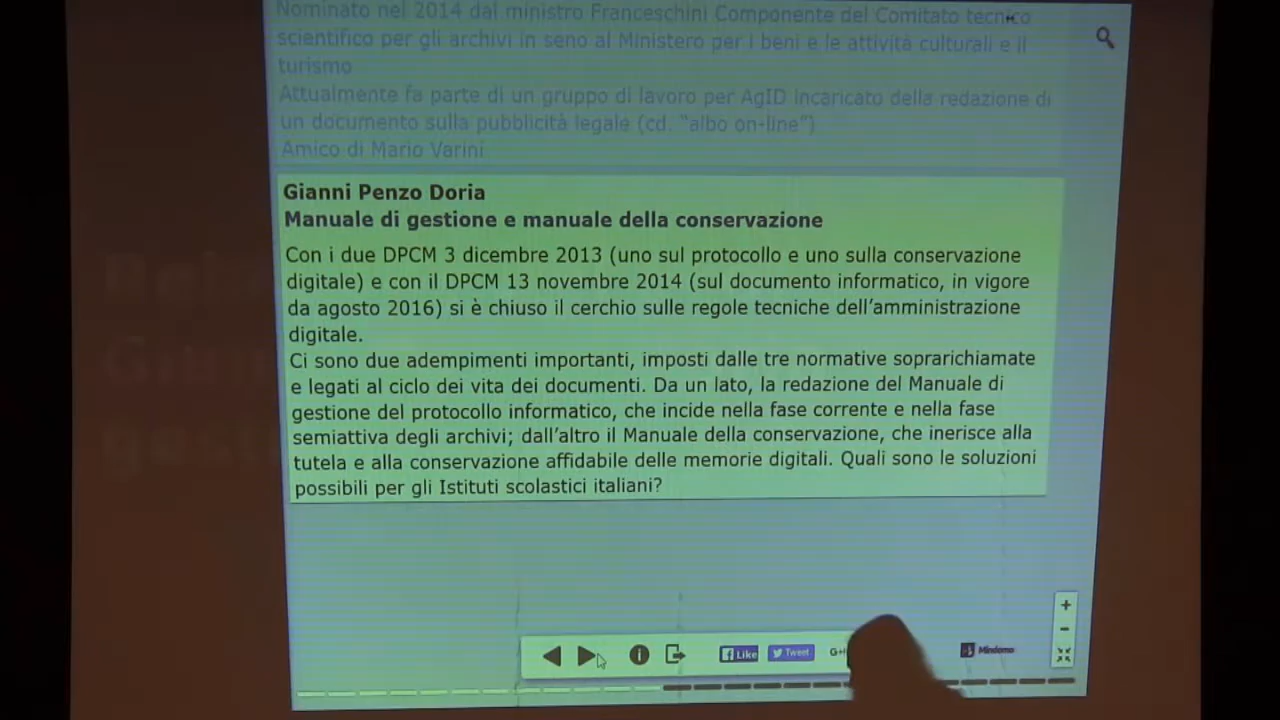 Nominato nel 2014 dal ministro Franceschini Componente del Comitato tecnico
scientifico per gli archivi in seno al Ministero per i beni e le attività culturali e il
turismo
Attualmente fa parte di un gruppo di lavoro per AgID incaricato della redazione di
un documento sulla pubblicità legale (cd. “albo on-line”)
Amico di Mario Varini
Gianni Penzo Doria
Manuale di gestione e manuale della conservazione
Con i due DPCM 3 dicembre 2013 (uno sul protocollo e uno sulla conservazione
digitale) e con il DPCM 13 novembre 2014 (sul documento informatico, in vigore
da agosto 2016) si è chiuso il cerchio sulle regole tecniche dell’amministrazione
digitale.
Ci sono due adempimenti importanti, imposti dalle tre normative soprarichiamate
e legati al ciclo dei vita dei documenti. Da un lato, la redazione del Manuale di
gestione del protocollo informatico, che incide nella fase corrente e nella fase
semiattiva degli archivi; dall’altro il Manuale della conservazione, che inerisce alla
tutela e alla conservazione affidabile delle memorie digitali. Quali sono le soluzioni
possibili per gli Istituti scolastici italiani?
Like Tweet Mindomo